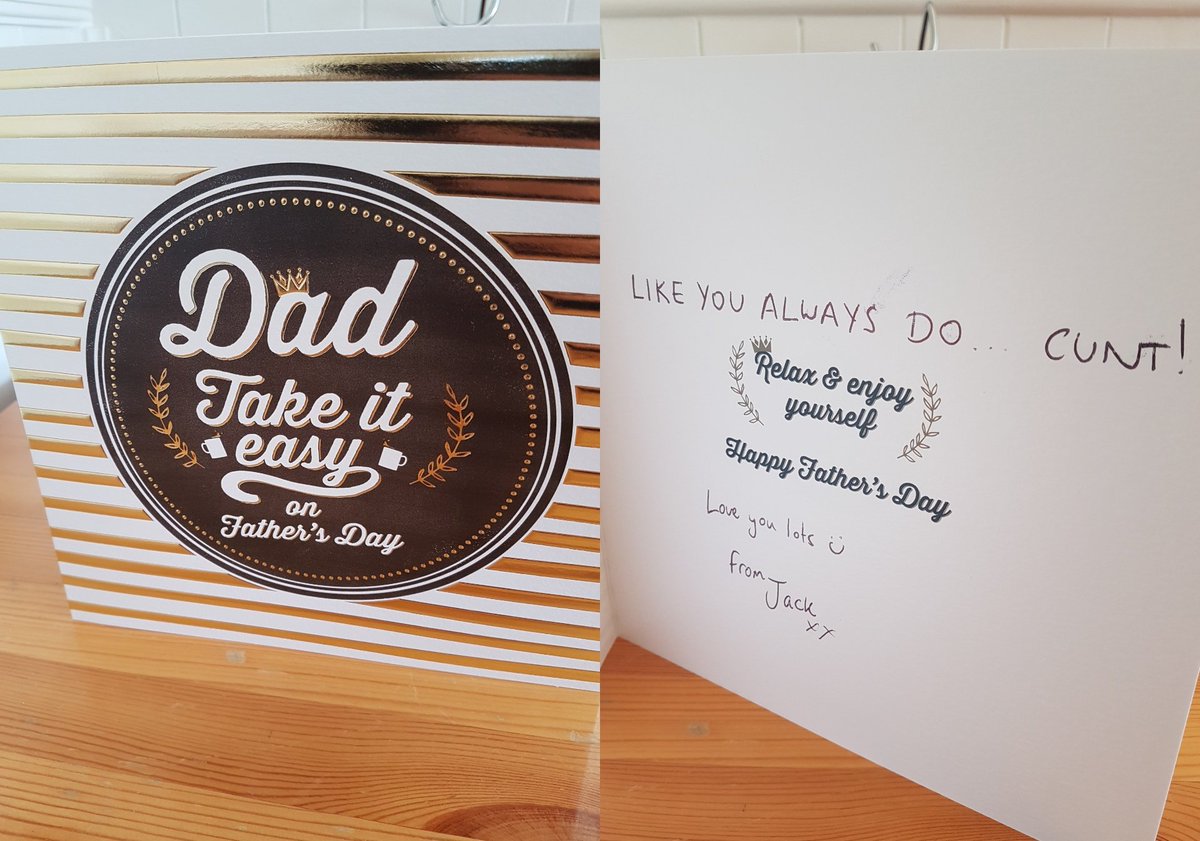 Dad
Take it
easy
on
Father's Day
LIKE YOU ALWAYS DO... CUNT!
Relax & enjoy
yourself
Happy Father's Day
Love you lots
from
Jack
xx